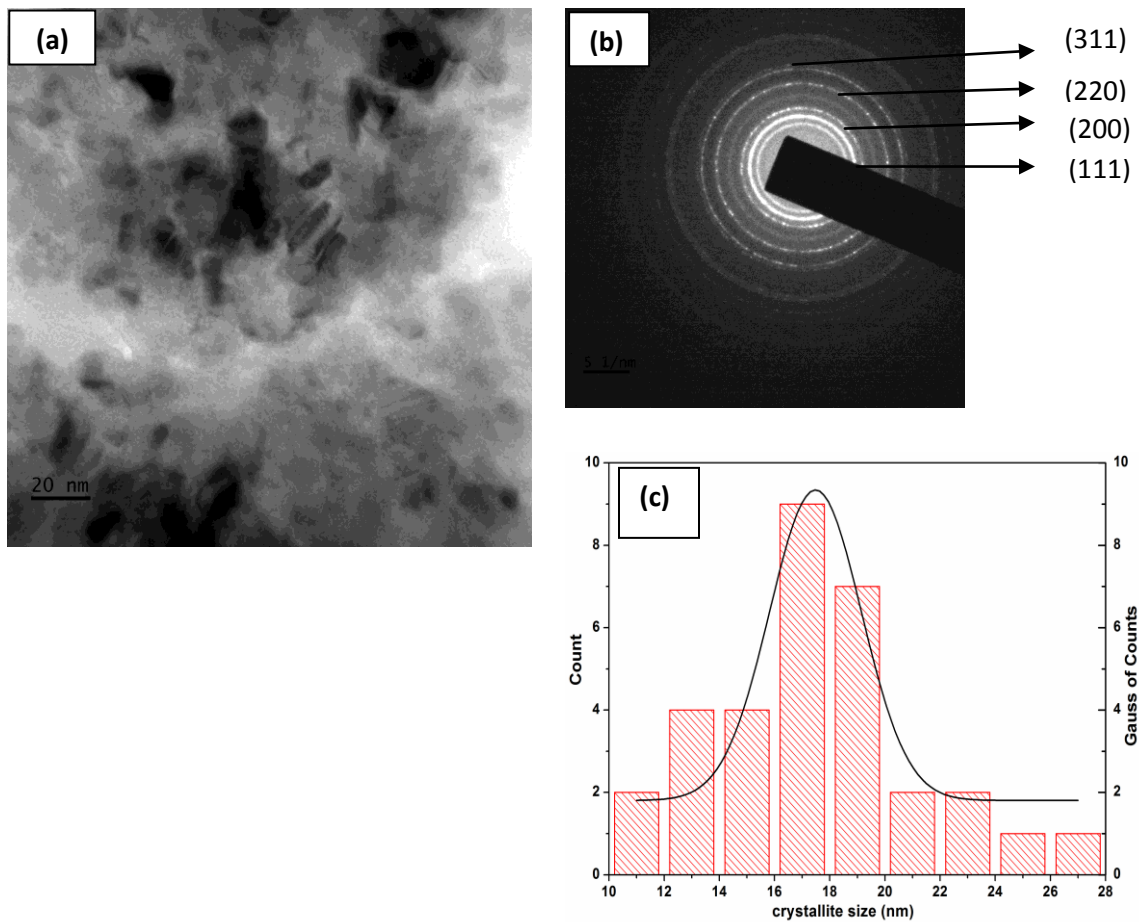 (a)
20 nm
(b)
(311)
(220)
(200)
(111)
5 1/nm
(c)
10
8
6
4
2
0
Count
10
8
6
4
2
0
Gauss of Counts
10 12 14 16 18 20 22 24 26 28
crystallite size (nm)